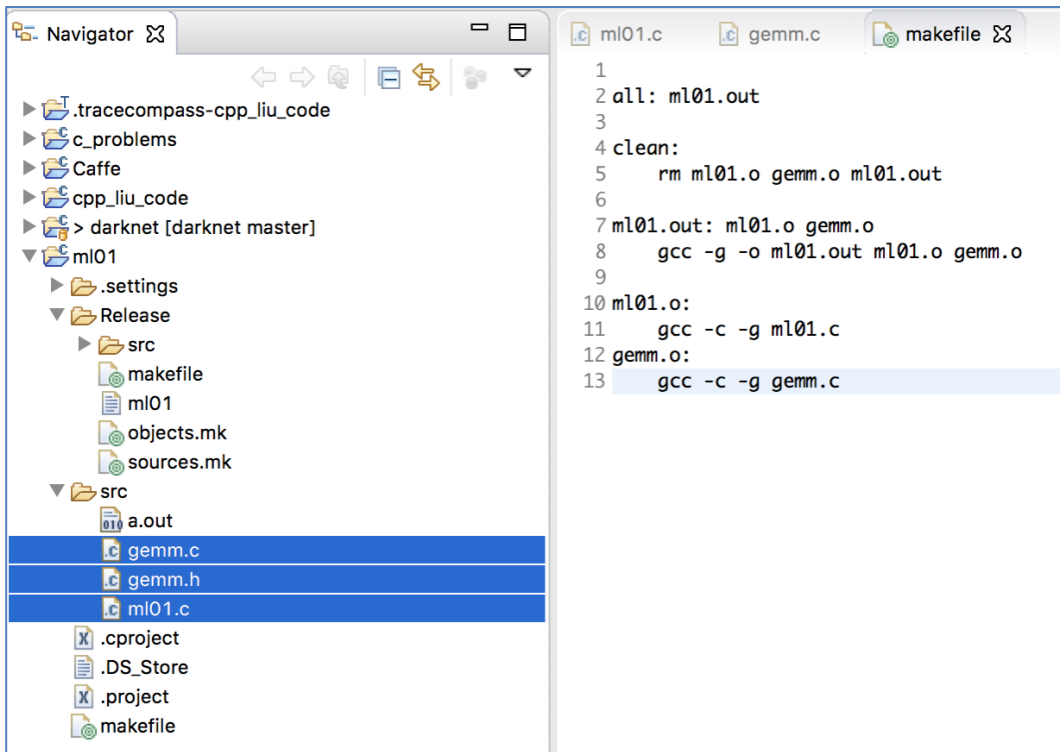 Navigator
.tracecompass-cpp_liu_code
c_problems
Caffe
cpp_liu_code
> darknet [darknet master]
ml01
.settings
Release
src
makefile
ml01
objects.mk
sources.mk
src
a.out
gemm.c
gemm.h
ml01.c
.cproject
.DS_Store
.project
makefile
ml01.c gemm.c makefile
1
2 all: ml01.out
3
4 clean:
5 rm ml01.o gemm.o ml01.out
6
7 ml01.out: ml01.o gemm.o
8 gcc -g -o ml01.out ml01.o gemm.o
9
10 ml01.o:
11 gcc -c -g ml01.c
12 gemm.o:
13 gcc -c -g gemm.c